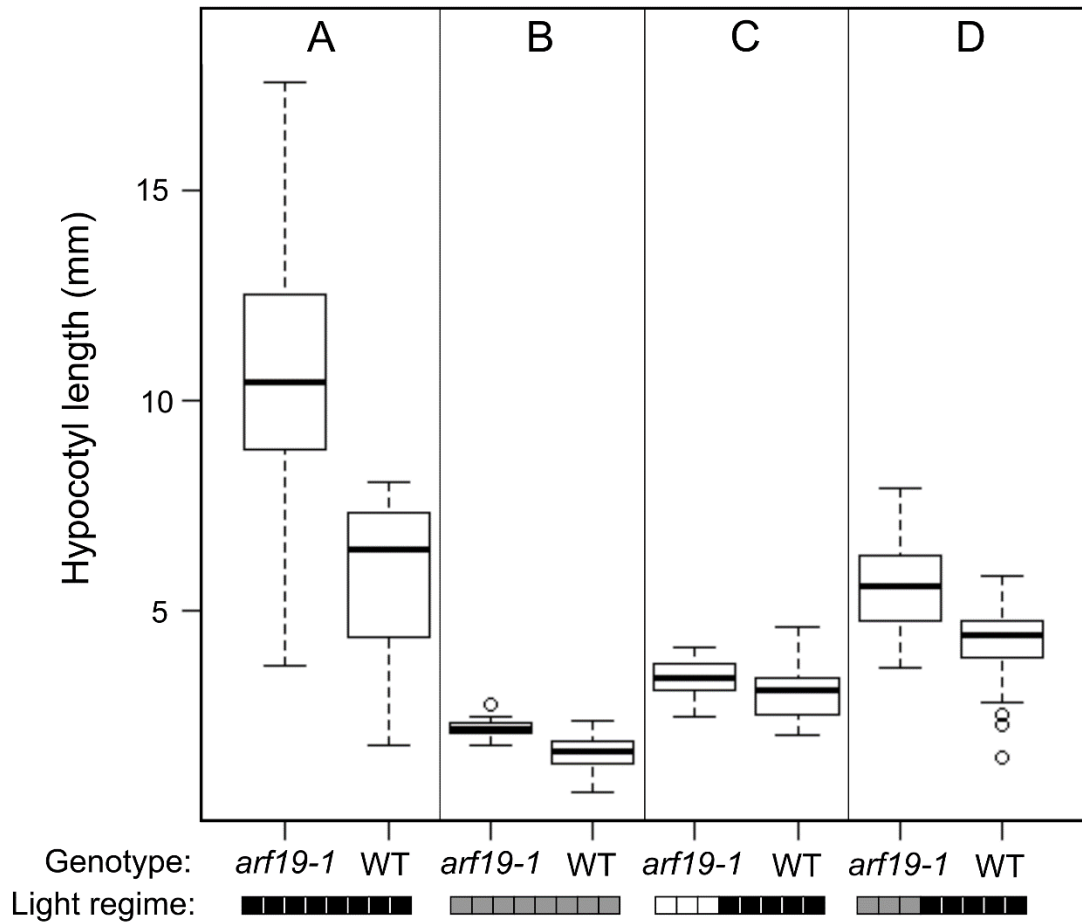 A B C D
Hypocotyl length (mm)
15
10
5
Genotype: arf19-1 WT arf19-1 WT arf19-1 WT arf19-1 WT
Light regime: